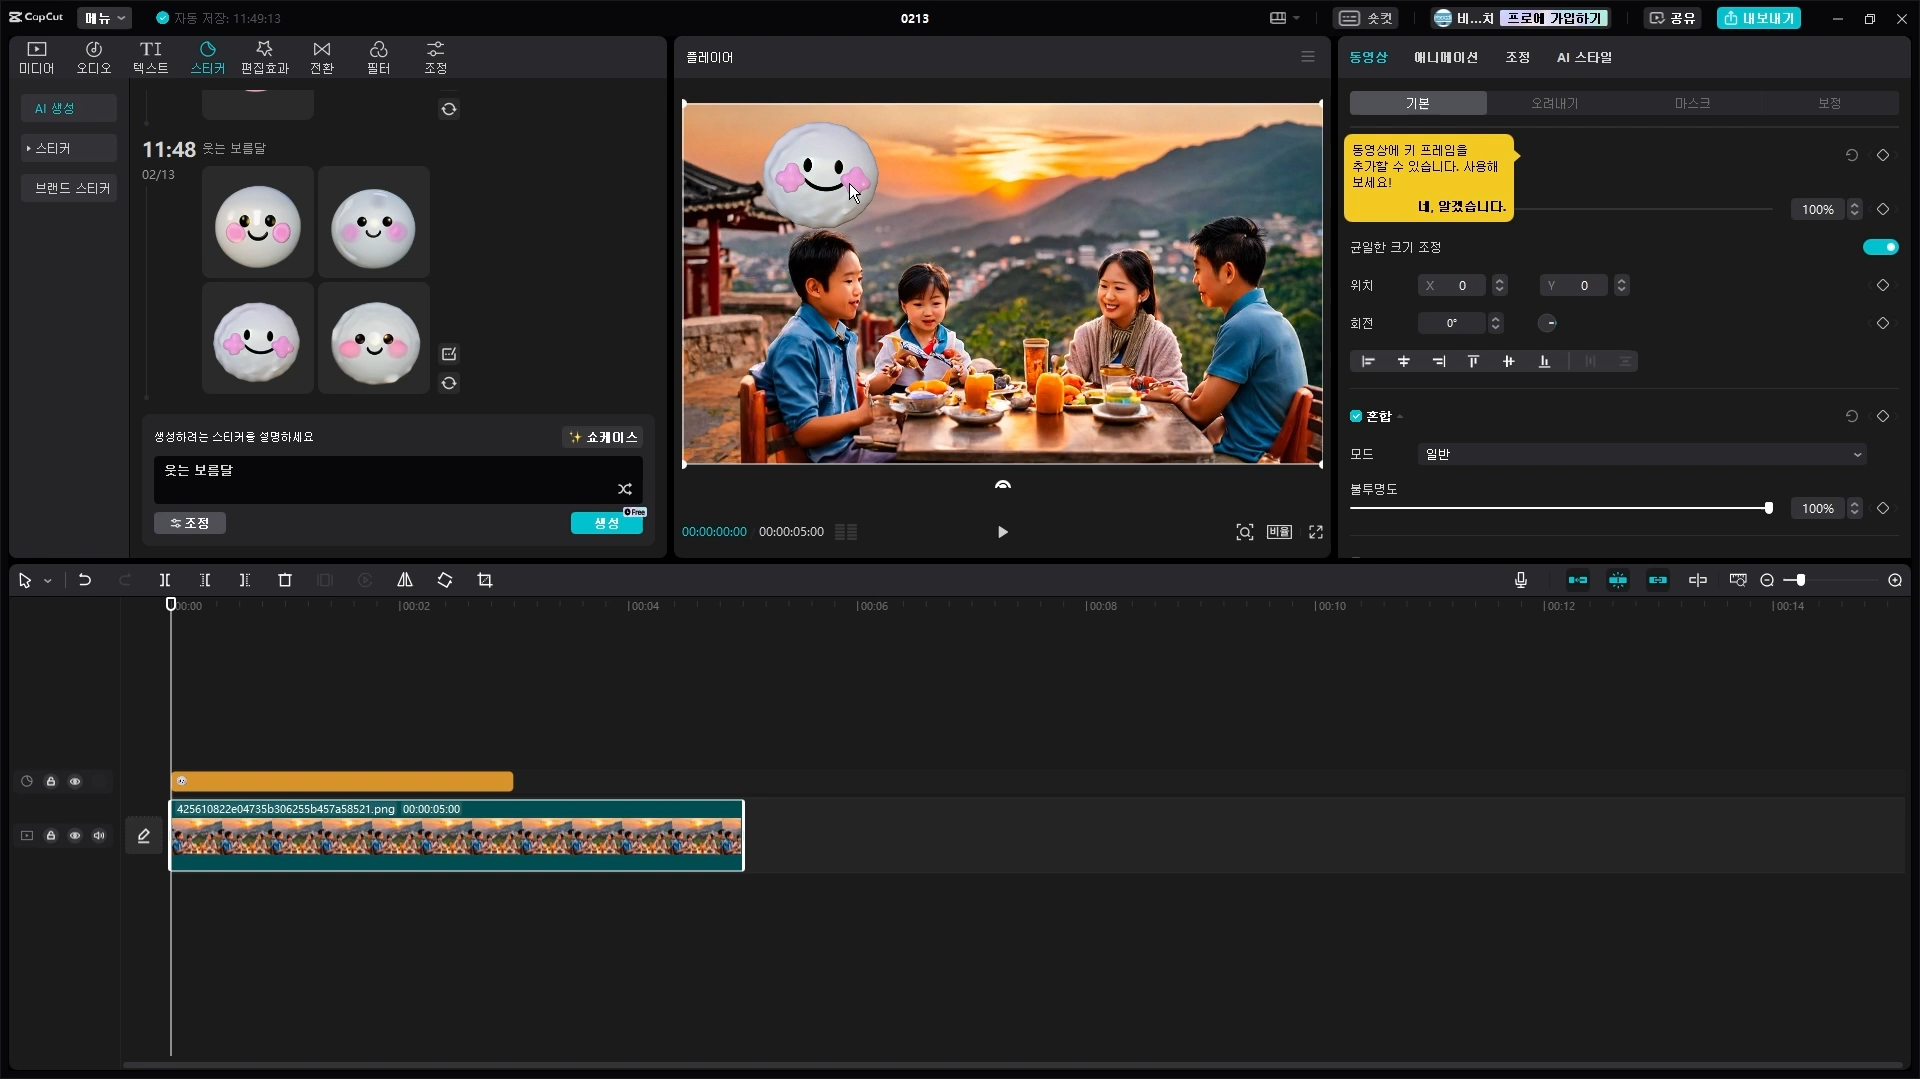 CapCut
메뉴
자동 저장: 11:49:13
0213
숏컷
비...치
프로에 가입하기
공유
내보내기
미디어
오디오
TI
텍스트
스티커
편집효과
전환
필터
조정
AI 생성
스티커
브랜드 스티커
11:48 웃는 보름달
02/13
생성하려는 스티커를 설명하세요
쇼케이스
웃는 보름달
조정
생성
Free
플레이어
00:00:00:00
00:00:05:00
비율
동영상
애니메이션
조정
AI 스타일
기본
오려내기
마스크
보정
동영상에 키 프레임을
추가할 수 있습니다. 사용해
보세요!
네, 알겠습니다.
100%
균일한 크기 조정
위치
X 0
Y 0
회전
0°
혼합
모드
일반
불투명도
100%
00:00
00:02
00:04
00:06
00:08
00:10
00:12
00:14
425610822e04735b306255b457a58521.png 00:00:05:00